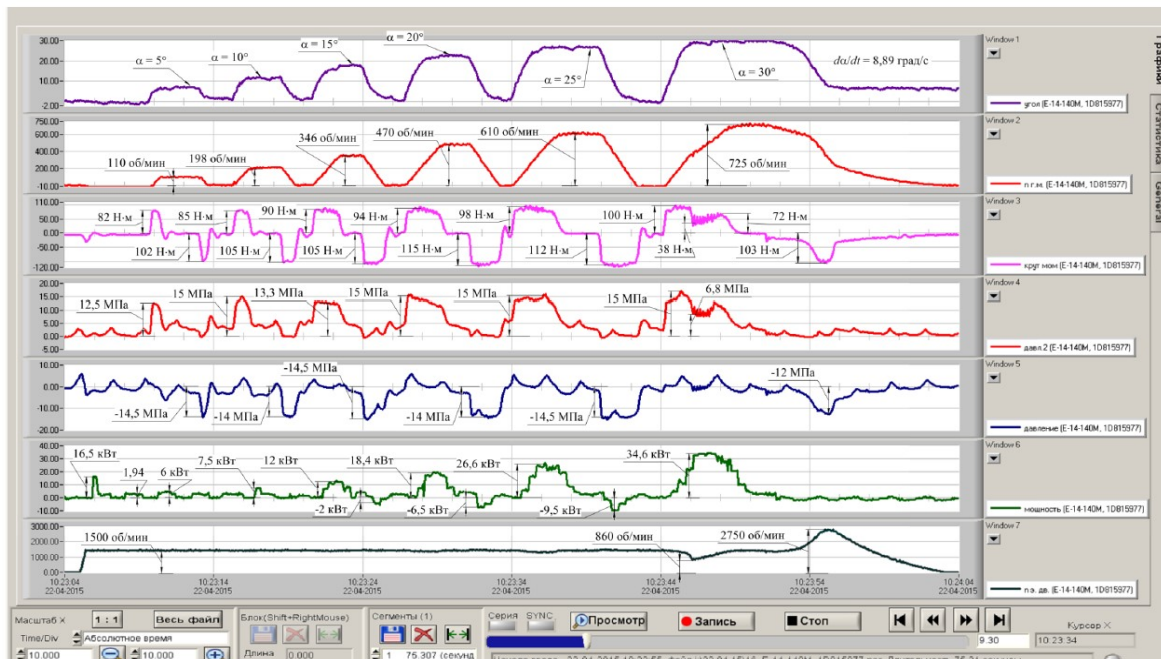 30.00
20.00
10.00
-2.00
α = 5°
α = 10°
α = 15°
α = 20°
α = 25°
α = 30°
dα/dt = 8,89 град/с
Window 1
угол (E-14-140M, 1D815977)
Графики
Статистика
General
750.00
400.00
200.00
-10.00
110 об/мин
198 об/мин
346 об/мин
470 об/мин
610 об/мин
725 об/мин
Window 2
п г.м. (E-14-140M, 1D815977)
110.00
50.00
0.00
-50.00
-120.00
82 Н·м
85 Н·м
90 Н·м
94 Н·м
98 Н·м
100 Н·м
72 Н·м
102 Н·м
105 Н·м
105 Н·м
115 Н·м
112 Н·м
38 Н·м
103 Н·м
Window 3
крут мом (E-14-140M, 1D815977)
20.00
15.00
10.00
5.00
0.00
5.00
12,5 МПа
15 МПа
13,3 МПа
15 МПа
15 МПа
15 МПа
6,8 МПа
Window 4
давл.2 (E-14-140M, 1D815977)
10.00
0.00
-10.00
-20.00
-14,5 МПа
-14 МПа
-14,5 МПа
-14 МПа
-14,5 МПа
-12 МПа
Window 5
давление (E-14-140M, 1D815977)
40.00
30.00
20.00
10.00
0.00
-10.00
16,5 кВт
1,94
6 кВт
7,5 кВт
12 кВт
-2 кВт
18,4 кВт
-6,5 кВт
26,6 кВт
-9,5 кВт
34,6 кВт
Window 6
мощность (E-14-140M, 1D815977)
3000.00
2000.00
1000.00
0.00
1500 об/мин
860 об/мин
2750 об/мин
Window 7
п э. дв. (E-14-140M, 1D815977)
10:23:04 10:23:14 10:23:24 10:23:34 10:23:44 10:23:54 10:24:04
22-04-2015 22-04-2015 22-04-2015 22-04-2015 22-04-2015 22-04-2015 22-04-2015
Масштаб X
1 : 1
Весь файл
Time/Div
Абсолютное время
10.000
10.000
Блок(Shift+RightMouse)
Длина 0.000
Сегменты (1)
1 75.307 (секунд
Серия SYNC
Просмотр
Запись
Стоп
9.30
Курсор X
10:23:34